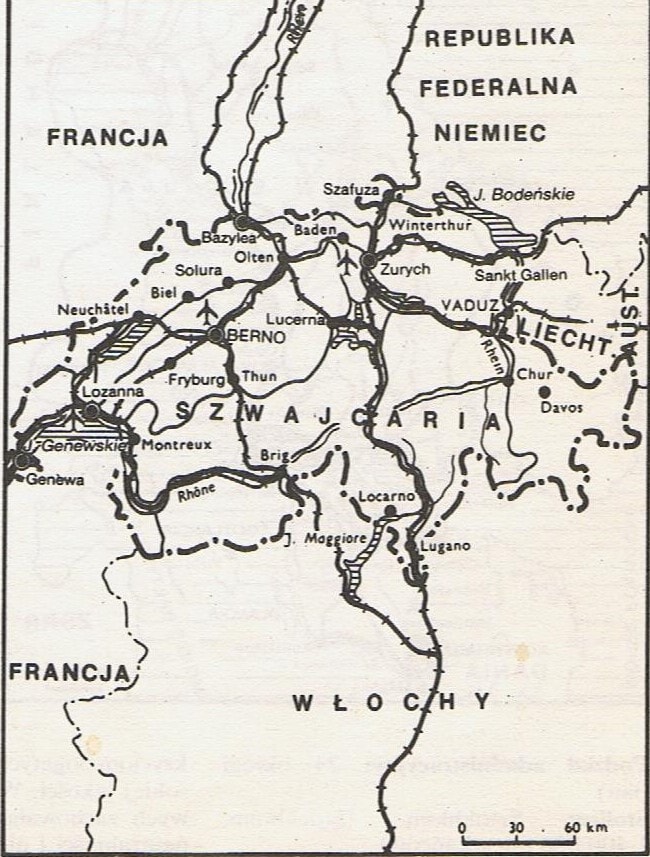 Rhein
REPUBLIKA
FEDERALNA
NIEMIEC
FRANCJA
Szafuza
J. Bodeńskie
Bazylea
Baden
Winterthur
Olten
Zurych
Sankt Gallen
Solura
Biel
Neuchâtel
BERNO
Lucerna
VADUZ
LIECHT.
AUST.
Rhein
Fryburg
Thun
Chur
Davos
Lozanna
SZWAJCARIA
J. Genewskie
Montreux
Genewa
Brig
Rhône
Locarno
J. Maggiore
Lugano
FRANCJA
WŁOCHY
0 30 60 km